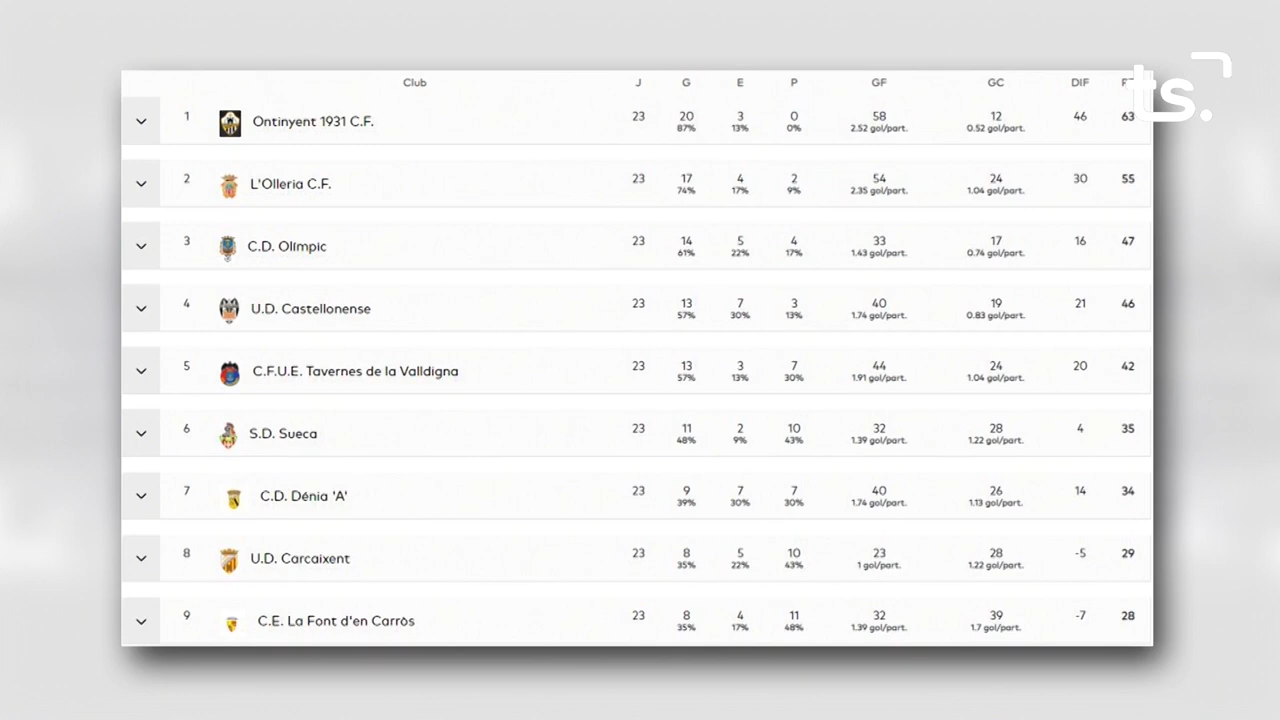 Club J G E P GF GC DIF
ts.
1 Ontinyent 1931 C.F. 23 20 3 0 58 12 46 63
87% 13% 0% 2.52 gol/part. 0.52 gol/part.
2 L'Olleria C.F. 23 17 4 2 54 24 30 55
74% 17% 9% 2.35 gol/part. 1.04 gol/part.
3 C.D. Olímpic 23 14 5 4 33 17 16 47
61% 22% 17% 1.43 gol/part. 0.74 gol/part.
4 U.D. Castellonense 23 13 7 3 40 19 21 46
57% 30% 13% 1.74 gol/part. 0.83 gol/part.
5 C.F.U.E. Tavernes de la Valldigna 23 13 3 7 44 24 20 42
57% 13% 30% 1.91 gol/part. 1.04 gol/part.
6 S.D. Sueca 23 11 2 10 32 28 4 35
48% 9% 43% 1.39 gol/part. 1.22 gol/part.
7 C.D. Dénia 'A' 23 9 7 7 40 26 14 34
39% 30% 30% 1.74 gol/part. 1.13 gol/part.
8 U.D. Carcaixent 23 8 5 10 23 28 -5 29
35% 22% 43% 1 gol/part. 1.22 gol/part.
9 C.E. La Font d'en Carròs 23 8 4 11 32 39 -7 28
35% 17% 48% 1.39 gol/part. 1.7 gol/part.